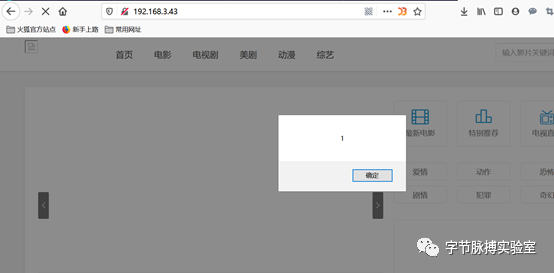 192.168.3.43
火狐官方站点 新手上路 常用网址
首页 电影 电视剧 美剧 动漫 综艺
输入影片关键词
1
确定
最新电影 特别推荐 电视直
爱情 动作 恐怖
剧情 犯罪 奇幻
字节脉搏实验室